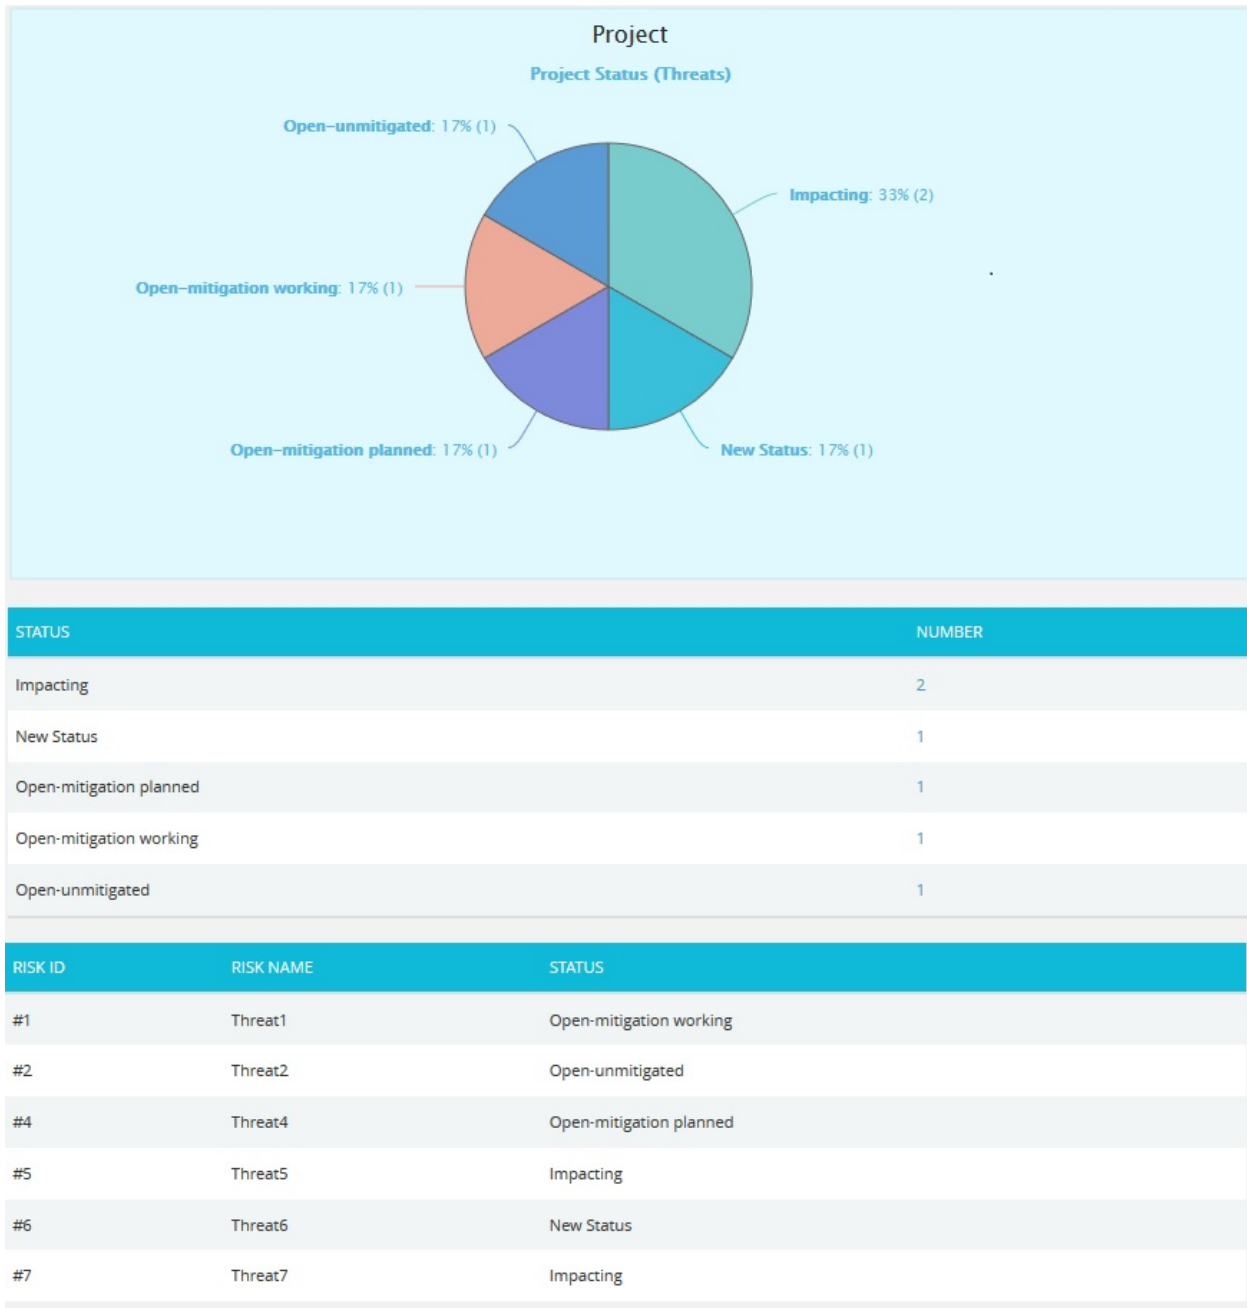 Project
Project Status (Threats)
Open-unmitigated: 17% (1)
Impacting: 33% (2)
Open-mitigation working: 17% (1)
Open-mitigation planned: 17% (1)
New Status: 17% (1)
STATUS NUMBER
Impacting 2
New Status 1
Open-mitigation planned 1
Open-mitigation working 1
Open-unmitigated 1
RISK ID RISK NAME STATUS
#1 Threat1 Open-mitigation working
#2 Threat2 Open-unmitigated
#4 Threat4 Open-mitigation planned
#5 Threat5 Impacting
#6 Threat6 New Status
#7 Threat7 Impacting